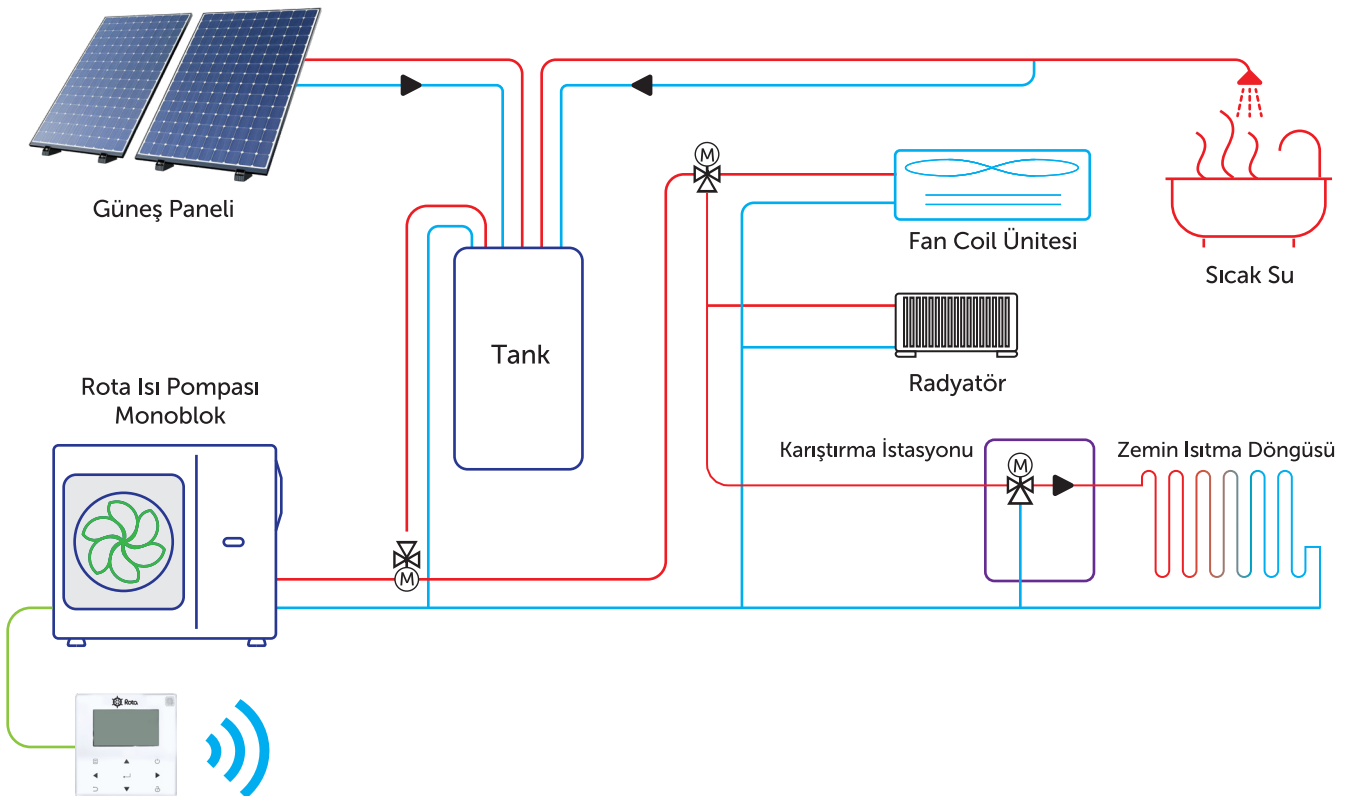 Güneş Paneli
M
Fan Coil Ünitesi
Sıcak Su
Tank
Radyatör
Rota Isı Pompası
Monoblok
Karıştırma İstasyonu
M
Zemin Isıtma Döngüsü
M
Rota